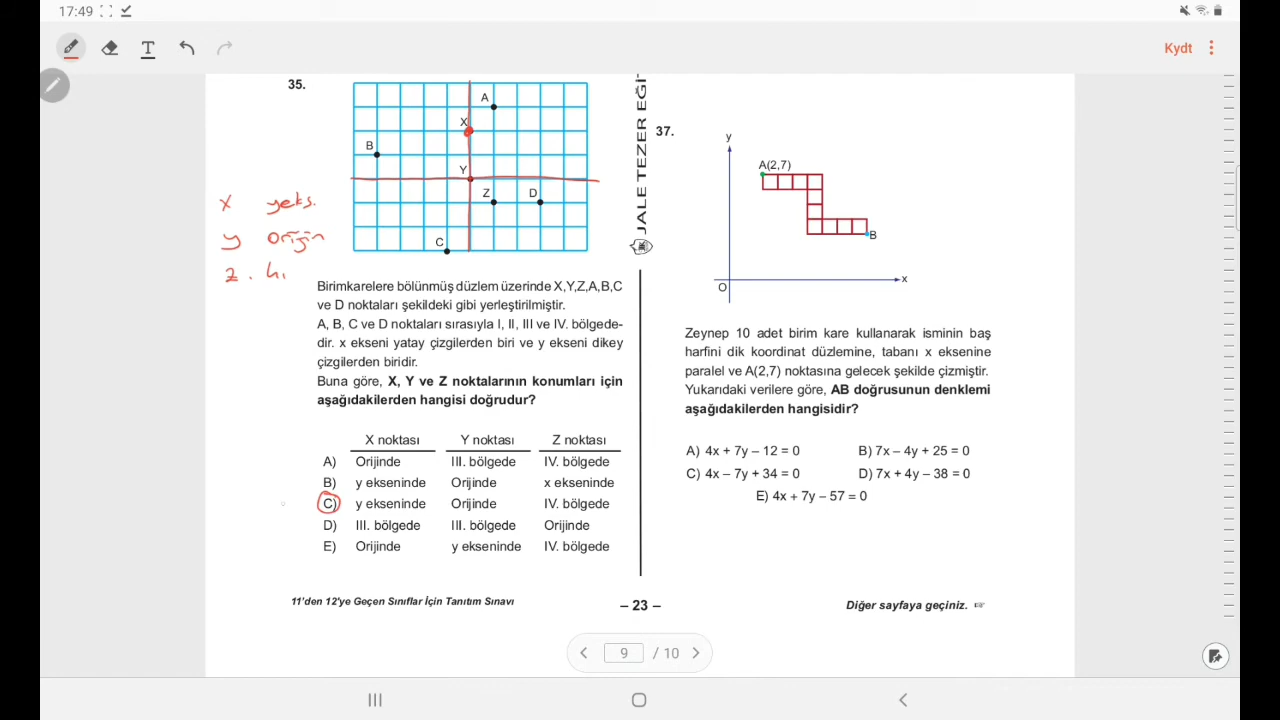 17:49
T
Kydt
35.
A
X
B
Y
Z
D
C
x yeks.
y orijin
z.
Birimkarelere bölünmüş düzlem üzerinde X,Y,Z,A,B,C
ve D noktaları şekildeki gibi yerleştirilmiştir.
A, B, C ve D noktaları sırasıyla I, II, III ve IV. bölgede-
dir. x ekseni yatay çizgilerden biri ve y ekseni dikey
çizgilerden biridir.
Buna göre, X, Y ve Z noktalarının konumları için
aşağıdakilerden hangisi doğrudur?
X noktası Y noktası Z noktası
A) Orijinde III. bölgede IV. bölgede
B) y ekseninde Orijinde x ekseninde
C) y ekseninde Orijinde IV. bölgede
D) III. bölgede III. bölgede Orijinde
E) Orijinde y ekseninde IV. bölgede
JALE TEZER EĞİ
37.
y
A(2,7)
B
x
O
Zeynep 10 adet birim kare kullanarak isminin baş
harfini dik koordinat düzlemine, tabanı x eksenine
paralel ve A(2,7) noktasına gelecek şekilde çizmiştir.
Yukarıdaki verilere göre, AB doğrusunun denklemi
aşağıdakilerden hangisidir?
A) 4x + 7y – 12 = 0 B) 7x – 4y + 25 = 0
C) 4x – 7y + 34 = 0 D) 7x + 4y – 38 = 0
E) 4x + 7y – 57 = 0
11'den 12'ye Geçen Sınıflar İçin Tanıtım Sınavı
– 23 –
Diğer sayfaya geçiniz.
9 / 10